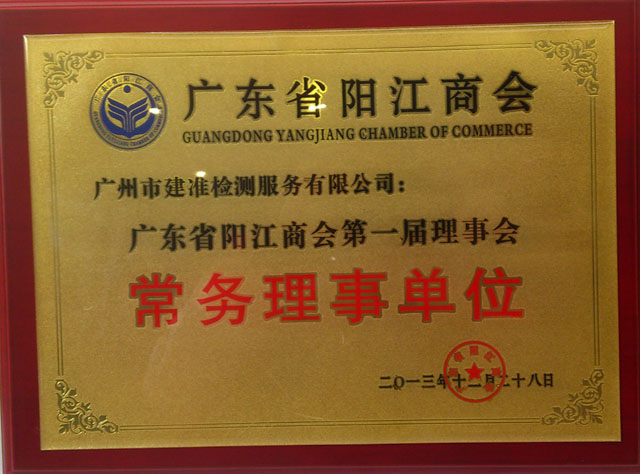 广东省阳江商会
GUANGDONG YANGJIANG CHAMBER OF COMMERCE
广州市建准检测服务有限公司：
广东省阳江商会第一届理事会
常务理事单位
二〇一三年十二月二十八日